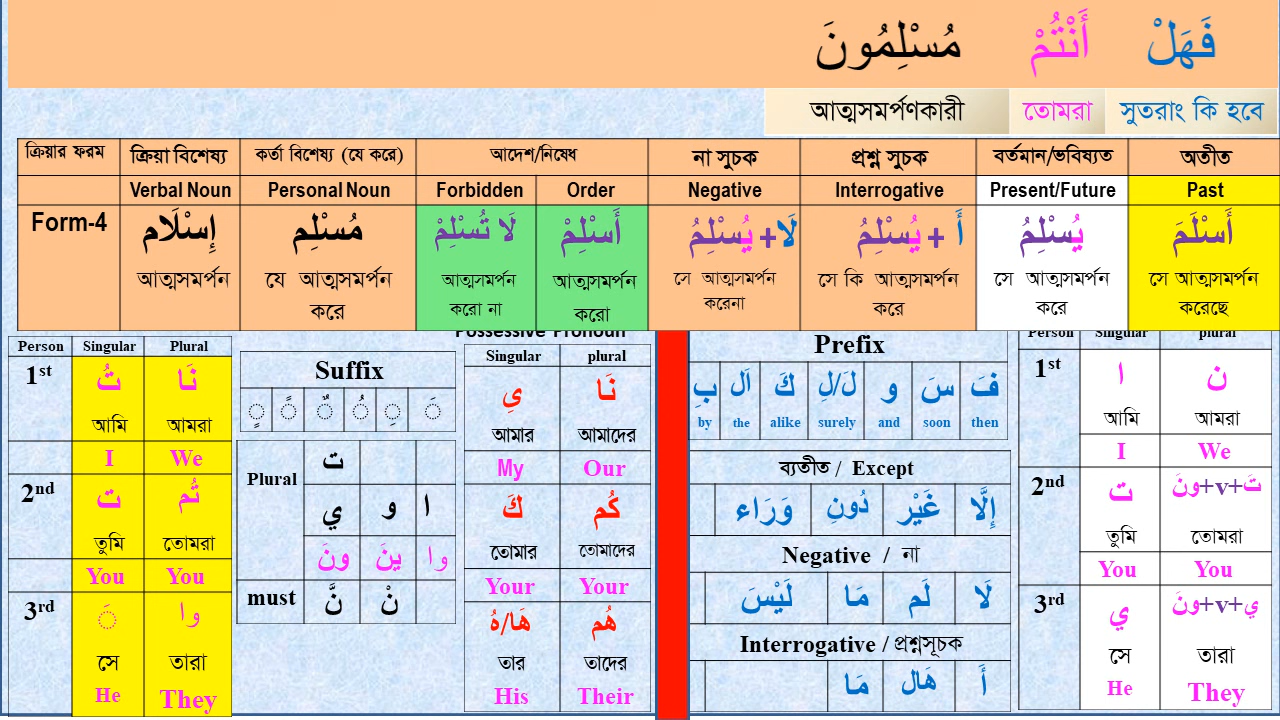 فَهَلْ أَنْتُمْ مُسْلِمُونَ
আত্মসমর্পণকারী তোমরা সুতরাং কি হবে
ক্রিয়ার ফরম ক্রিয়া বিশেষ্য কর্তা বিশেষ্য (যে করে) আদেশ/নিষেধ না সুচক প্রশ্ন সুচক বর্তমান/ভবিষ্যত অতীত
Verbal Noun Personal Noun Forbidden Order Negative Interrogative Present/Future Past
Form-4 إِسْلَام مُسْلِم لَا تُسْلِمْ أَسْلِمْ لَا+ يُسْلِمُ أَ + يُسْلِمُ يُسْلِمُ أَسْلَمَ
আত্মসমর্পন যে আত্মসমর্পন করে আত্মসমর্পন করো না আত্মসমর্পন করো সে আত্মসমর্পন করেনা সে কি আত্মসমর্পন করে সে আত্মসমর্পন করে সে আত্মসমর্পন করেছে
Person Singular Plural
1st تُ نَا
আমি আমরা
I We
2nd ت تُم
তুমি তোমরা
You You
3rd َ وا
সে তারা
He They
Suffix
ٍ ً ٌ ُ ِ َ
Plural ت
ي و ا
ونَ ينَ وا
must نَّ نْ
Possessive Pronoun
Singular plural
يِ نَا
আমার আমাদের
My Our
كَ كُم
তোমার তোমাদের
Your Your
هَا/هُ هُم
তার তাদের
His Their
Prefix
بِ اَل لَ/لِ كَ و سَ فَ
by the surely alike and soon then
ব্যতীত / Except
وَرَاء دُونِ غَيْر إِلَّا
Negative / না
لَيْسَ مَا لَم لَا
Interrogative / প্রশ্নসূচক
مَا هَال أَ
Person Singular plural
1st ا ن
আমি আমরা
I We
2nd ت تَ+v+ونَ
তুমি তোমরা
You You
3rd ي ي+v+ونَ
সে তারা
He They